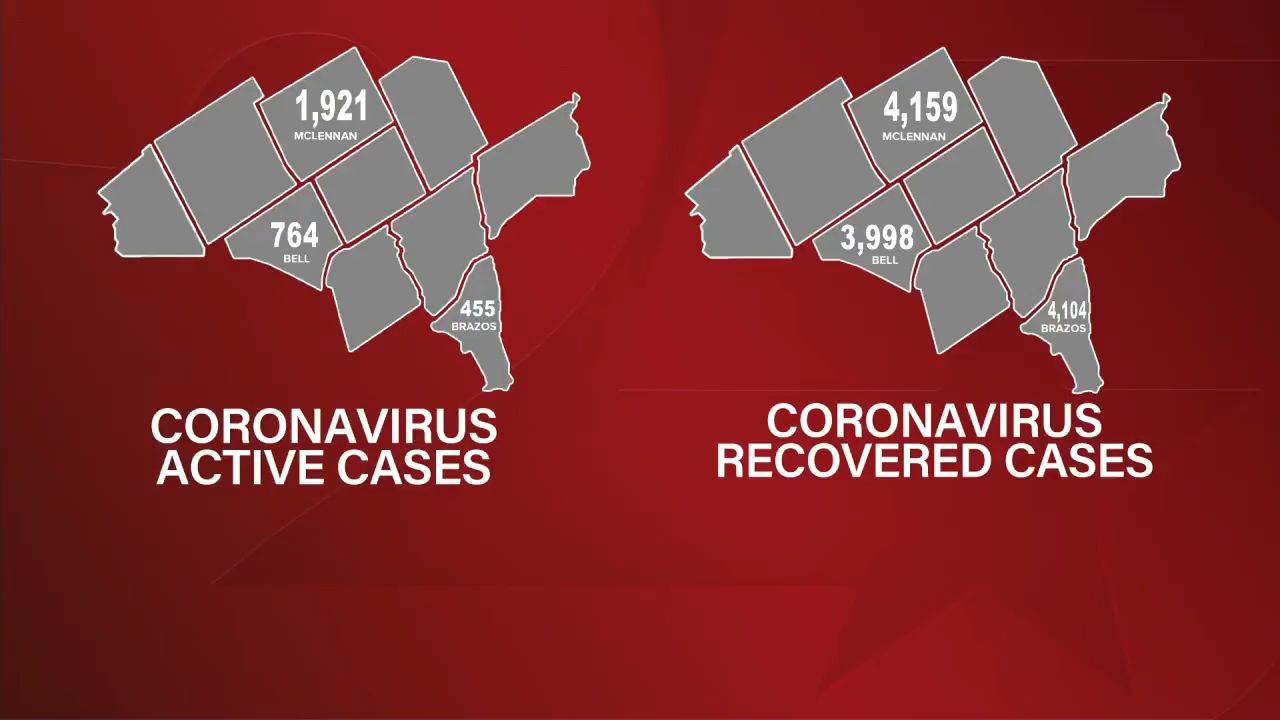 1,921
MCLENNAN
764
BELL
455
BRAZOS
CORONAVIRUS
ACTIVE CASES
4,159
MCLENNAN
3,998
BELL
4,104
BRAZOS
CORONAVIRUS
RECOVERED CASES